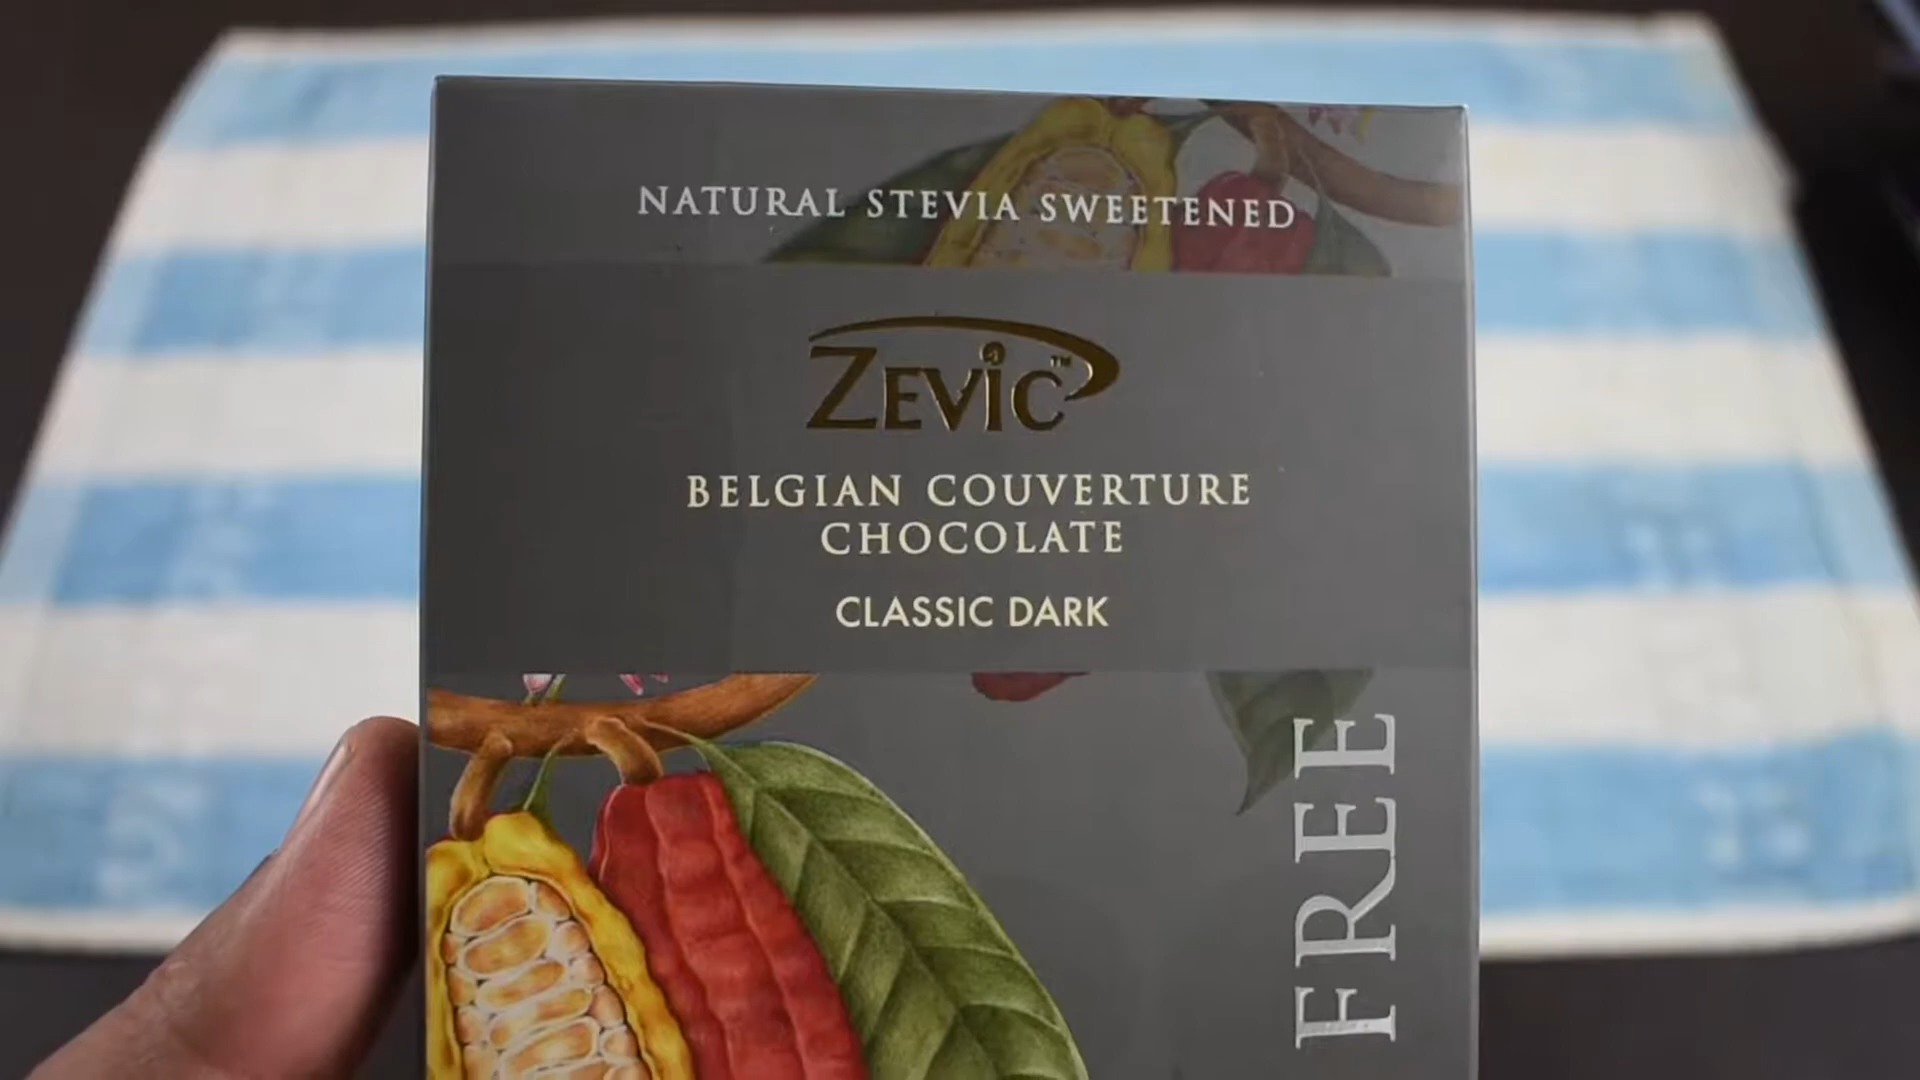 NATURAL STEVIA SWEETENED
ZEVIC™
BELGIAN COUVERTURE
CHOCOLATE
CLASSIC DARK
FREE